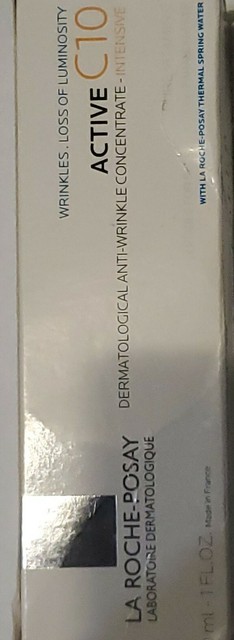 WRINKLES. LOSS OF LUMINOSITY
ACTIVE C10
DERMATOLOGICAL ANTI-WRINKLE CONCENTRATE - INTENSIVE
LA ROCHE-POSAY
LABORATOIRE DERMATOLOGIQUE
WITH LA ROCHE-POSAY THERMAL SPRING WATER
ml - 1 FL.OZ. Made in France